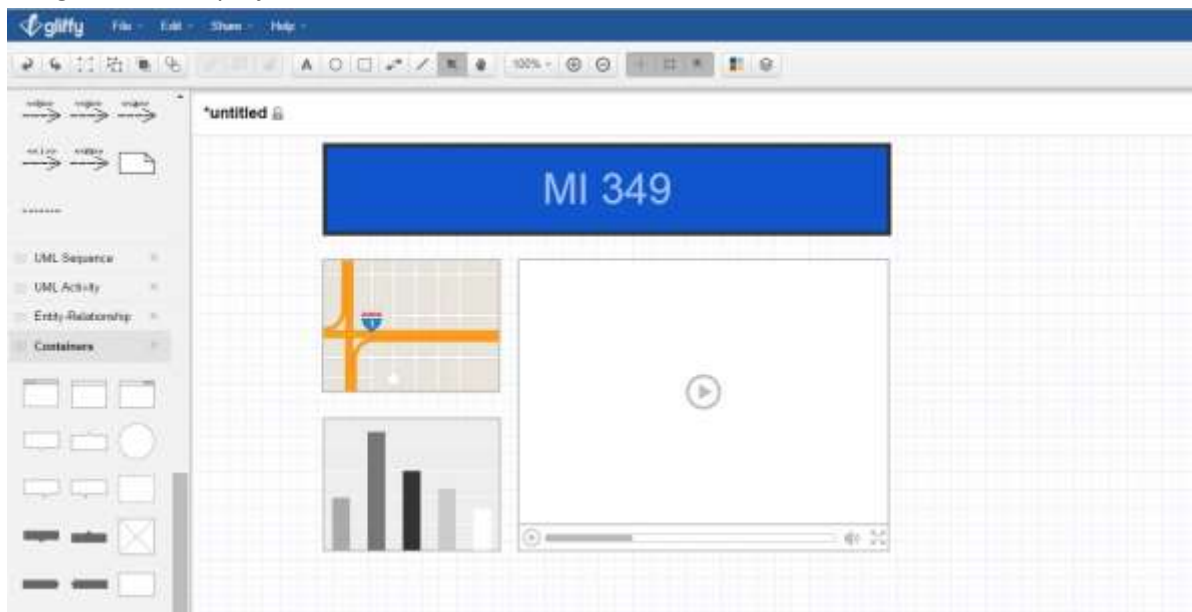 gliffy File Edit Share Help
A 100%
*untitled
MI 349
UML Sequence
UML Activity
Entity-Relationship
Containers